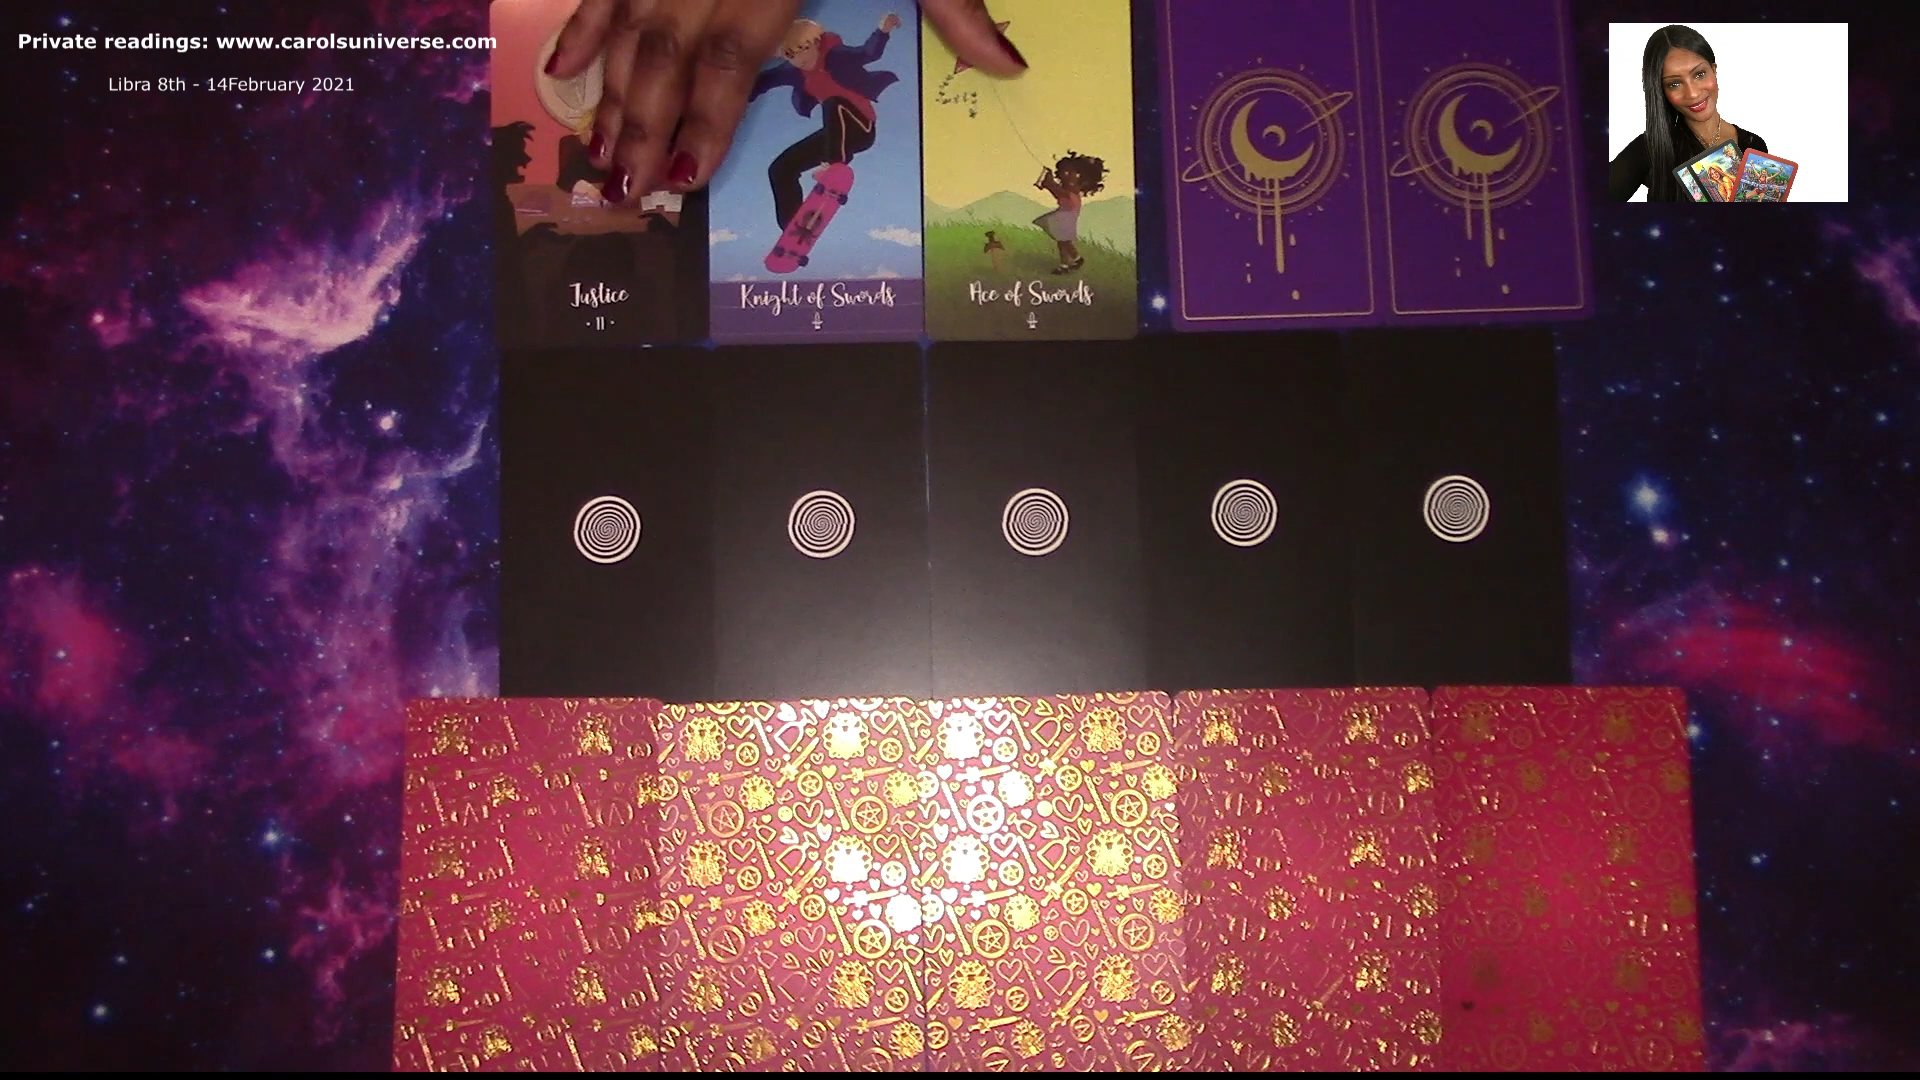 Private readings: www.carolsuniverse.com
Libra 8th - 14February 2021
Justice
· 11 ·
Knight of Swords
Ace of Swords